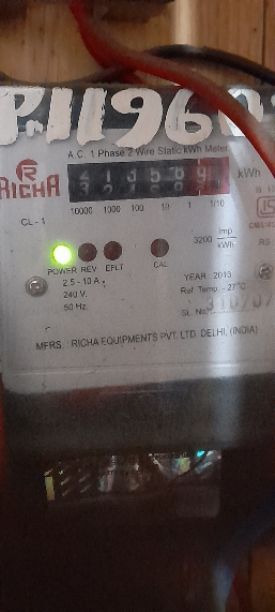 A.C. 1 Phase 2 Wire Static kWh Meter
R
RICHA
kWh
CL - 1
10000 1000 100 10 1 1/10
3200 Imp/kWh
POWER REV EFLT CAL
2.5 - 10 A
240 V.
50 Hz.
YEARː 2013
Ref. Temp. - 27°C
SL. No.
MFRS. : RICHA EQUIPMENTS PVT. LTD. DELHI, (INDIA)